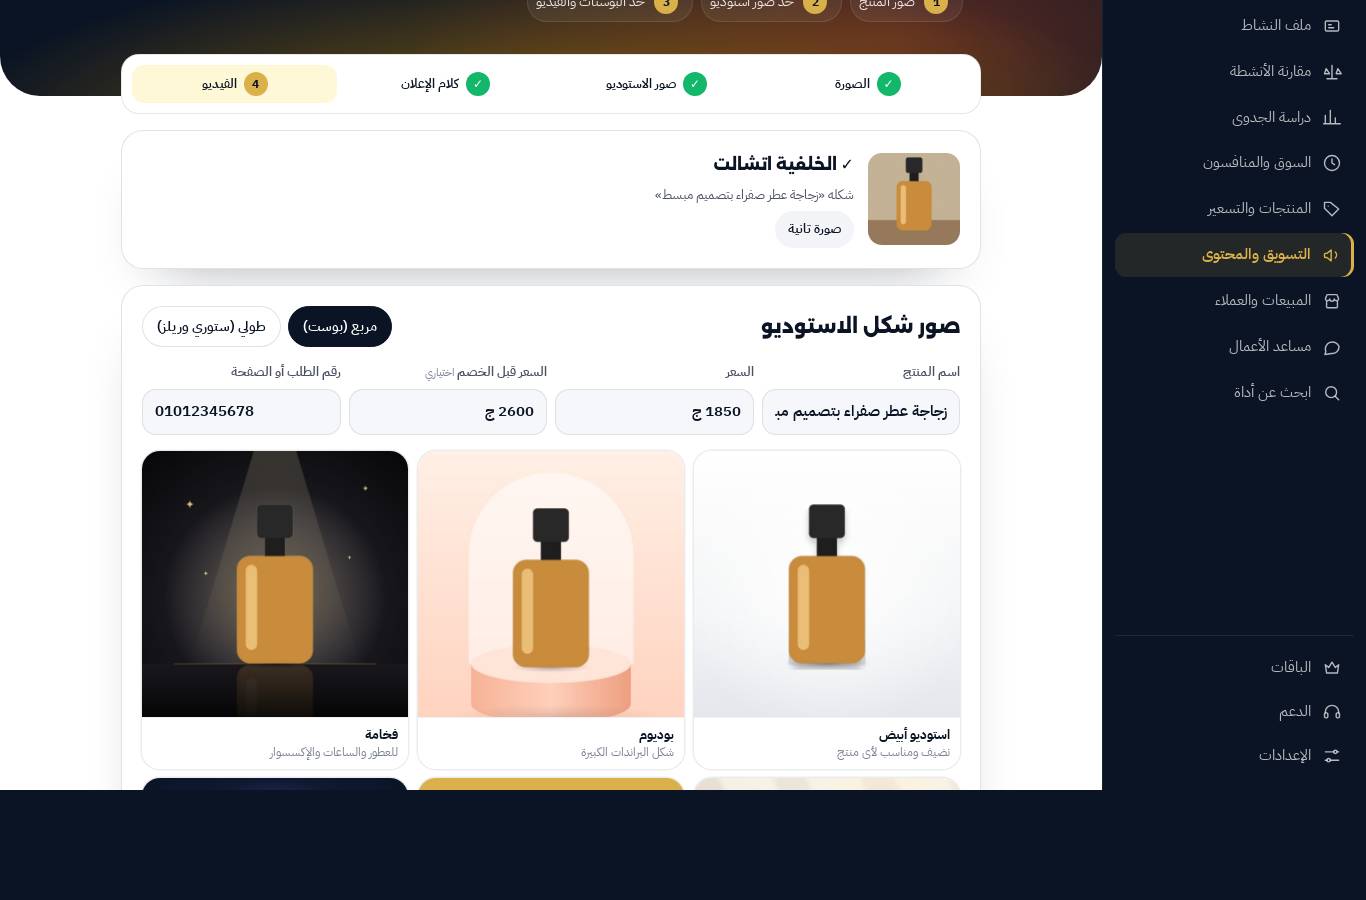 ملف النشاط
مقارنة الأنشطة
دراسة الجدوى
السوق والمنافسون
المنتجات والتسعير
التسويق والمحتوى
المبيعات والعملاء
مساعد الأعمال
ابحث عن أداة
الباقات
الدعم
الإعدادات
1 صور المنتج
2 خد صور استوديو
3 خد البوستات والفيديو
✓ الصورة
✓ صور الاستوديو
✓ كلام الإعلان
4 الفيديو
✓ الخلفية اتشالت
شكله «زجاجة عطر صفراء بتصميم مبسط»
صورة تانية
صور شكل الاستوديو
مربع (بوست)
طولي (ستوري وريلز)
اسم المنتج
السعر
السعر قبل الخصم اختياري
رقم الطلب أو الصفحة
زجاجة عطر صفراء بتصميم مب
1850 ج
2600 ج
01012345678
استوديو أبيض
نضيف ومناسب لأي منتج
بوديوم
شكل البراندات الكبيرة
فخامة
للعطور والساعات والإكسسوار